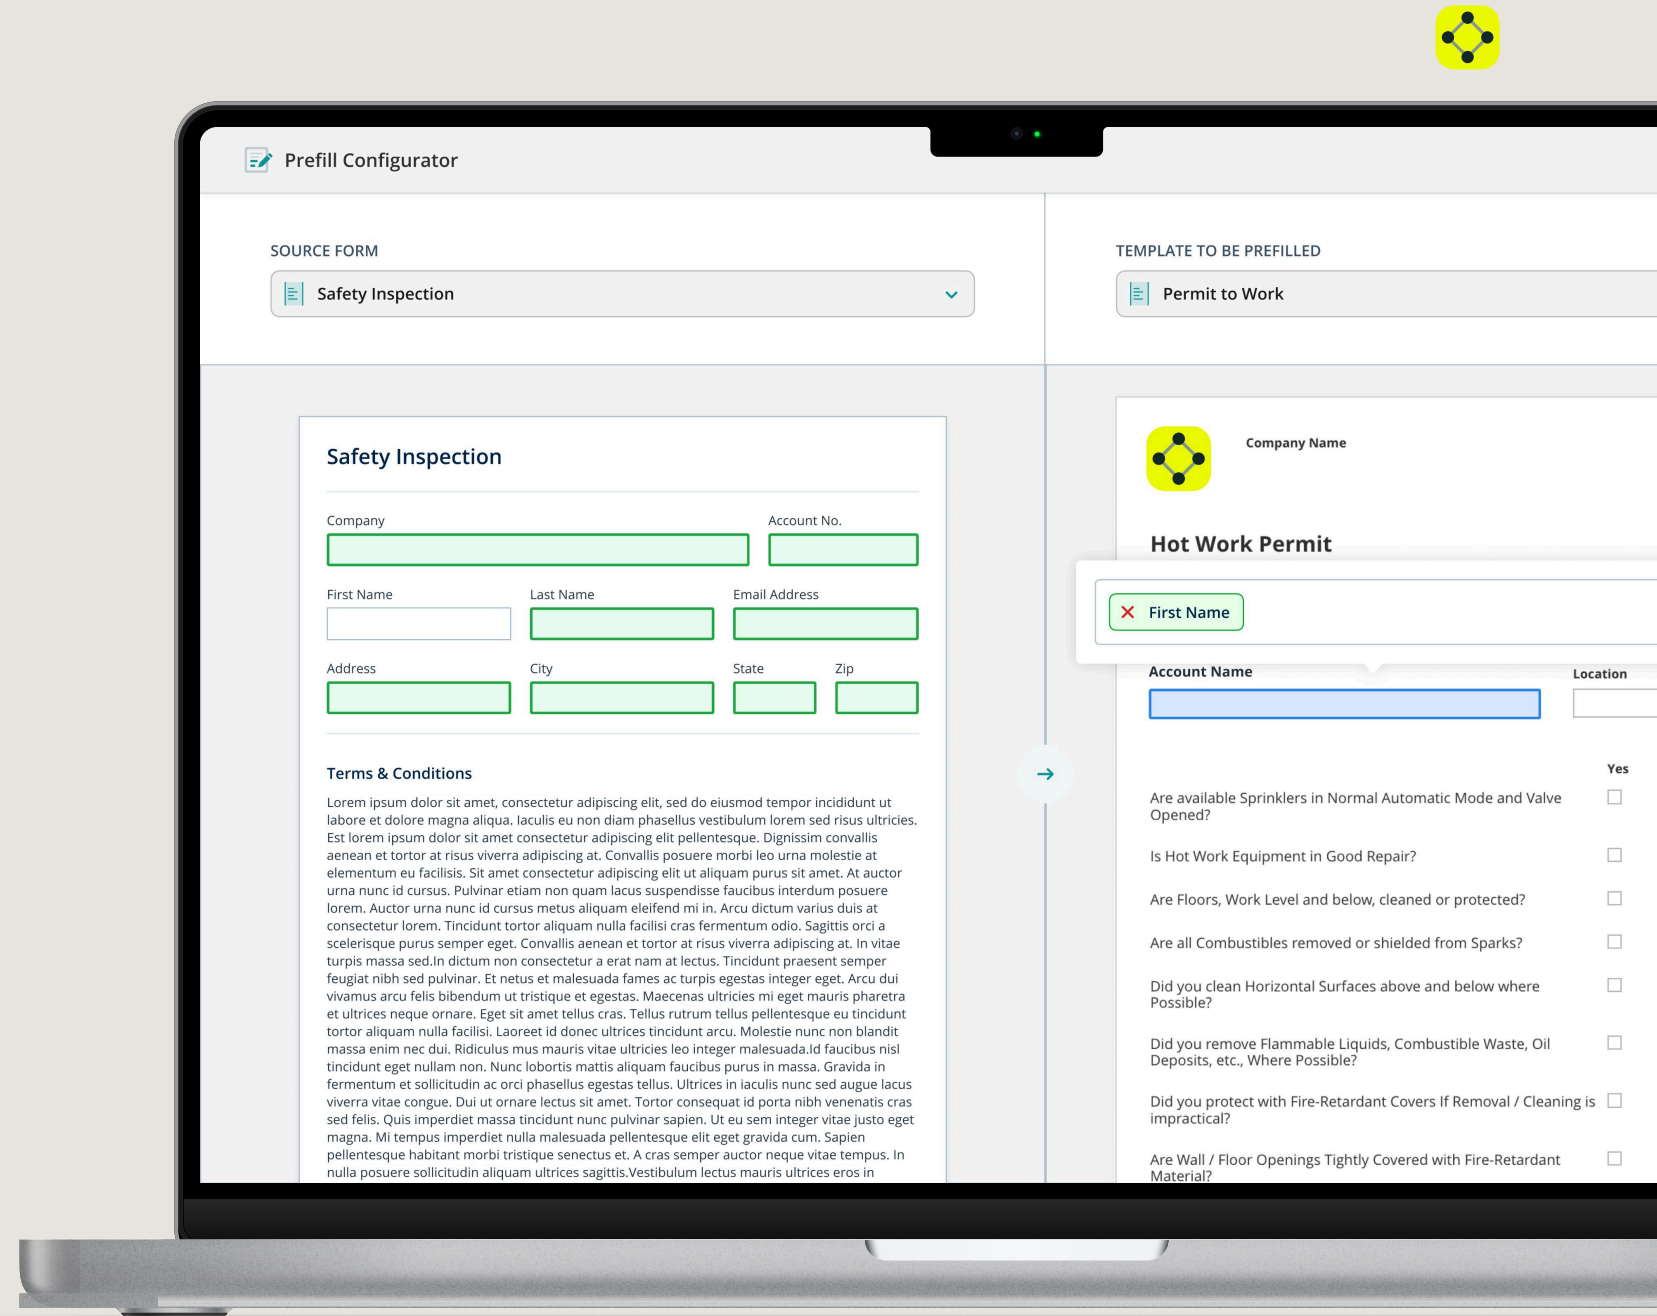 Prefill Configurator
SOURCE FORM
Safety Inspection
TEMPLATE TO BE PREFILLED
Permit to Work
Safety Inspection
Company
Account No.
First Name
Last Name
Email Address
Address
City
State
Zip
Terms & Conditions
Lorem ipsum dolor sit amet, consectetur adipiscing elit, sed do eiusmod tempor incididunt ut
labore et dolore magna aliqua. Iaculis eu non diam phasellus vestibulum lorem sed risus ultricies.
Est lorem ipsum dolor sit amet consectetur adipiscing elit pellentesque. Dignissim convallis
aenean et tortor at risus viverra adipiscing at. Convallis posuere morbi leo urna molestie at
elementum eu facilisis. Sit amet consectetur adipiscing elit ut aliquam purus sit amet. At auctor
urna nunc id cursus. Pulvinar etiam non quam lacus suspendisse faucibus interdum posuere
lorem. Auctor urna nunc id cursus metus aliquam eleifend mi in. Arcu dictum varius duis at
consectetur lorem. Tincidunt tortor aliquam nulla facilisi cras fermentum odio. Sagittis orci a
scelerisque purus semper eget. Convallis aenean et tortor at risus viverra adipiscing at. In vitae
turpis massa sed.In dictum non consectetur a erat nam at lectus. Tincidunt praesent semper
feugiat nibh sed pulvinar. Et netus et malesuada fames ac turpis egestas integer eget. Arcu dui
vivamus arcu felis bibendum ut tristique et egestas. Maecenas ultricies mi eget mauris pharetra
et ultrices neque ornare. Eget sit amet tellus cras. Tellus rutrum tellus pellentesque eu tincidunt
tortor aliquam nulla facilisi. Laoreet id donec ultrices tincidunt arcu. Molestie nunc non blandit
massa enim nec dui. Ridiculus mus mauris vitae ultricies leo integer malesuada.Id faucibus nisl
tincidunt eget nullam non. Nunc lobortis mattis aliquam faucibus purus in massa. Gravida in
fermentum et sollicitudin ac orci phasellus egestas tellus. Ultrices in iaculis nunc sed augue lacus
viverra vitae congue. Dui ut ornare lectus sit amet. Tortor consequat id porta nibh venenatis cras
sed felis. Quis imperdiet massa tincidunt nunc pulvinar sapien. Ut eu sem integer vitae justo eget
magna. Mi tempus imperdiet nulla malesuada pellentesque elit eget gravida cum. Sapien
pellentesque habitant morbi tristique senectus et. A cras semper auctor neque vitae tempus. In
nulla posuere sollicitudin aliquam ultrices sagittis.Vestibulum lectus mauris ultrices eros in
Company Name
Hot Work Permit
First Name
Account Name
Location
Yes
Are available Sprinklers in Normal Automatic Mode and Valve
Opened?
Is Hot Work Equipment in Good Repair?
Are Floors, Work Level and below, cleaned or protected?
Are all Combustibles removed or shielded from Sparks?
Did you clean Horizontal Surfaces above and below where
Possible?
Did you remove Flammable Liquids, Combustible Waste, Oil
Deposits, etc., Where Possible?
Did you protect with Fire-Retardant Covers If Removal / Cleaning is
impractical?
Are Wall / Floor Openings Tightly Covered with Fire-Retardant
Material?